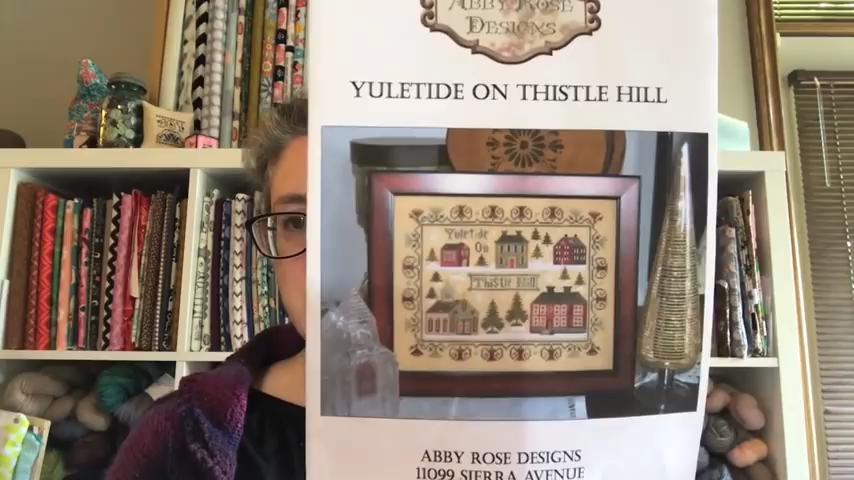 ABBY ROSE
DESIGNS
YULETIDE ON THISTLE HILL
Yuletide
On
Thistle Hill
ABBY ROSE DESIGNS
11099 SIERRA AVENUE